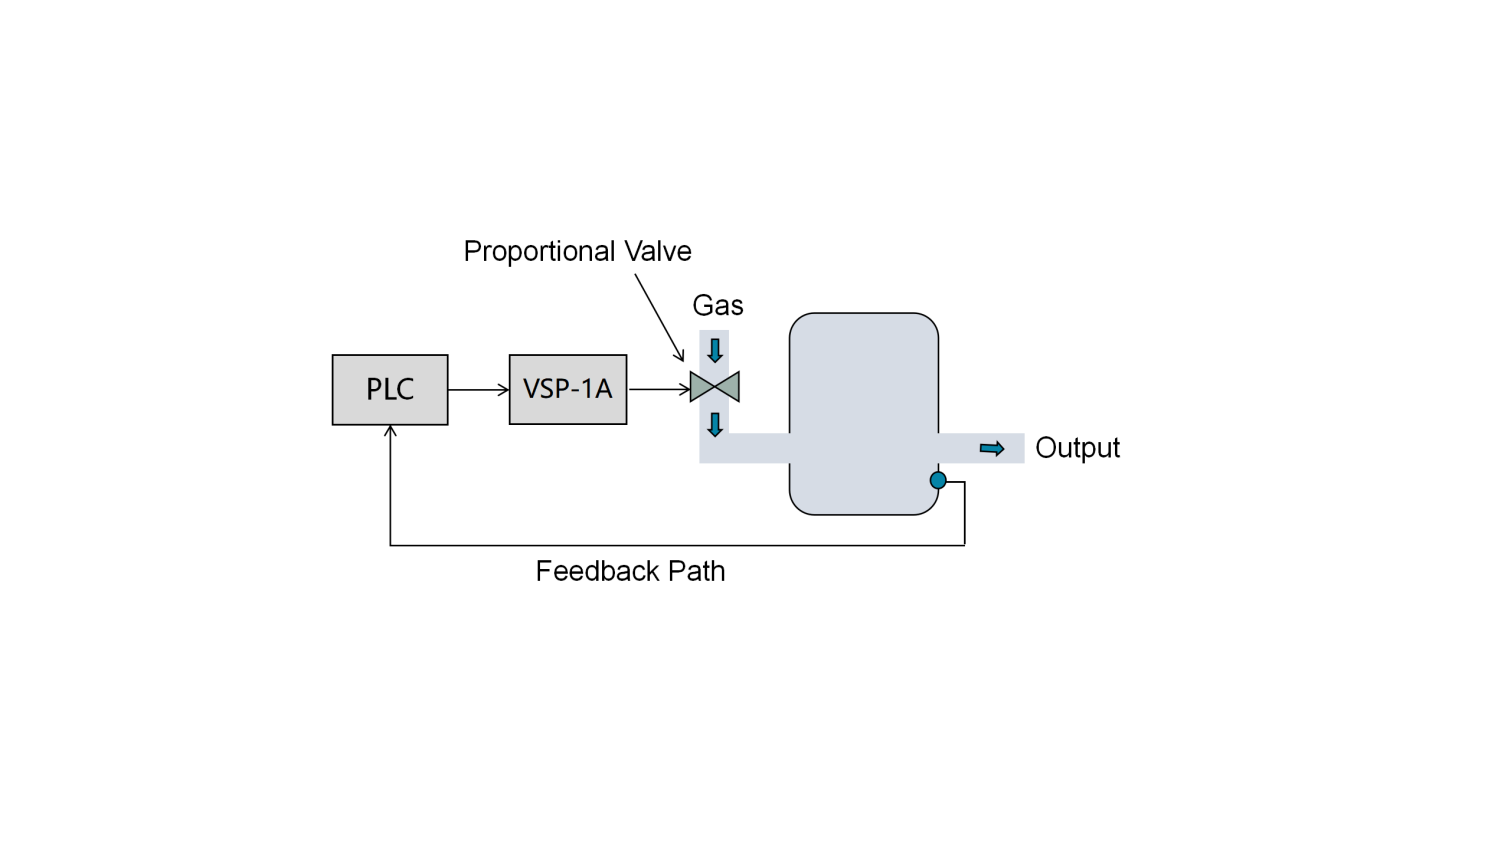 Proportional Valve
Gas
PLC
VSP-1A
Output
Feedback Path